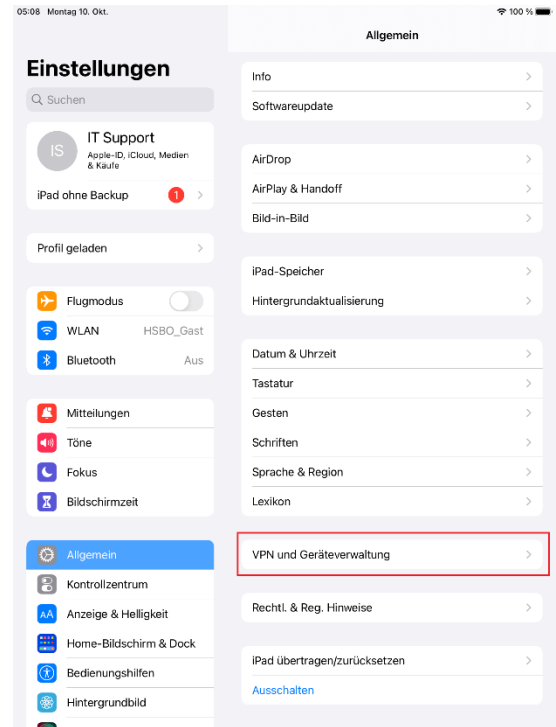 05:08 Montag 10. Okt.
100 %
Einstellungen
Suchen
IS
IT Support
Apple-ID, iCloud, Medien
& Käufe
iPad ohne Backup
1
Profil geladen
Flugmodus
WLAN HSBO_Gast
Bluetooth Aus
Mitteilungen
Töne
Fokus
Bildschirmzeit
Allgemein
Kontrollzentrum
AA Anzeige & Helligkeit
Home-Bildschirm & Dock
Bedienungshilfen
Hintergrundbild
Allgemein
Info
Softwareupdate
AirDrop
AirPlay & Handoff
Bild-in-Bild
iPad-Speicher
Hintergrundaktualisierung
Datum & Uhrzeit
Tastatur
Gesten
Schriften
Sprache & Region
Lexikon
VPN und Geräteverwaltung
Rechtl. & Reg. Hinweise
iPad übertragen/zurücksetzen
Ausschalten